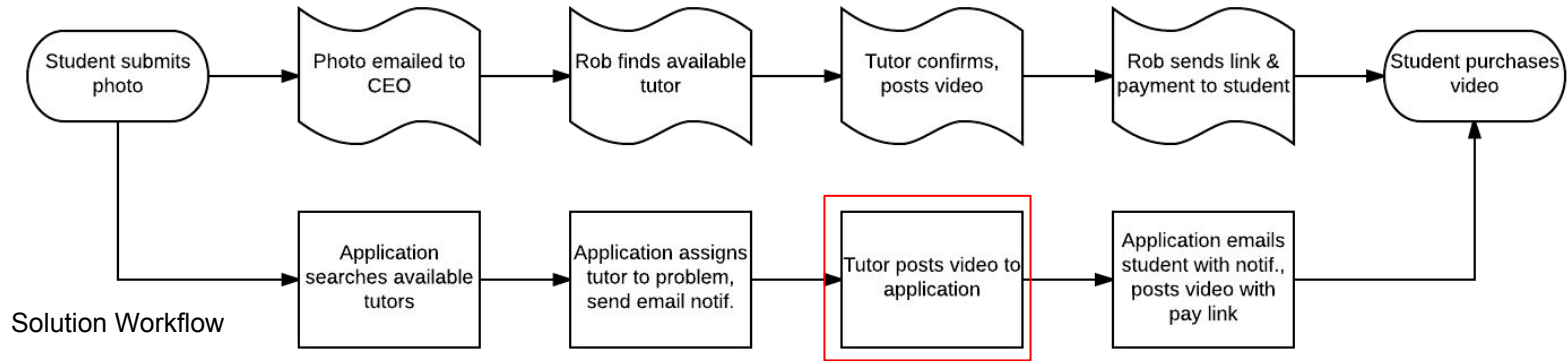 Student submits
photo
Photo emailed to
CEO
Rob finds available
tutor
Tutor confirms,
posts video
Rob sends link &
payment to student
Student purchases
video
Application
searches available
tutors
Application assigns
tutor to problem,
send email notif.
Tutor posts video to
application
Application emails
student with notif.,
posts video with
pay link
Solution Workflow